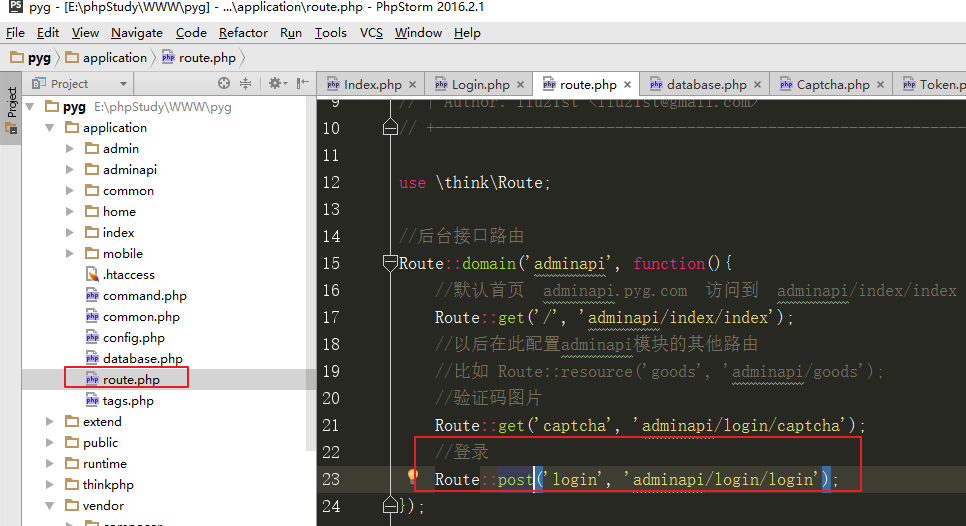 pyg - [E:\phpStudy\WWW\pyg] - ...\application\route.php - PhpStorm 2016.2.1
File Edit View Navigate Code Refactor Run Tools VCS Window Help
pyg application route.php
Project
Project
Index.php Login.php route.php database.php Captcha.php Token.p
pyg E:\phpStudy\WWW\pyg
application
admin
adminapi
common
home
index
mobile
.htaccess
command.php
common.php
config.php
database.php
route.php
tags.php
extend
public
runtime
thinkphp
vendor
9 // | Author: liu21st <liu21st@gmail.com>
10 // +----------------------------------------------------------------------
11
12 use \think\Route;
13
14 //后台接口路由
15 Route::domain('adminapi', function(){
16 //默认首页 adminapi.pyg.com 访问到 adminapi/index/index
17 Route::get('/', 'adminapi/index/index');
18 //以后在此配置adminapi模块的其他路由
19 //比如 Route::resource('goods', 'adminapi/goods');
20 //验证码图片
21 Route::get('captcha', 'adminapi/login/captcha');
22 //登录
23 Route::post('login', 'adminapi/login/login');
24 });